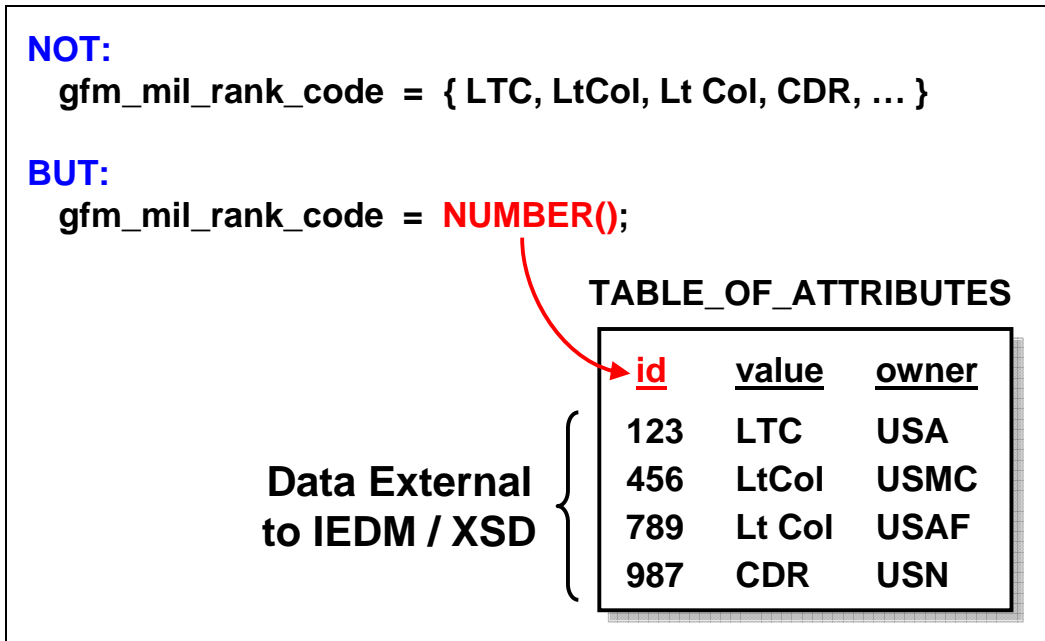 NOT:
gfm_mil_rank_code = { LTC, LtCol, Lt Col, CDR, … }
BUT:
gfm_mil_rank_code = NUMBER();
TABLE_OF_ATTRIBUTES
id value owner
123 LTC USA
456 LtCol USMC
789 Lt Col USAF
987 CDR USN
Data External
to IEDM / XSD